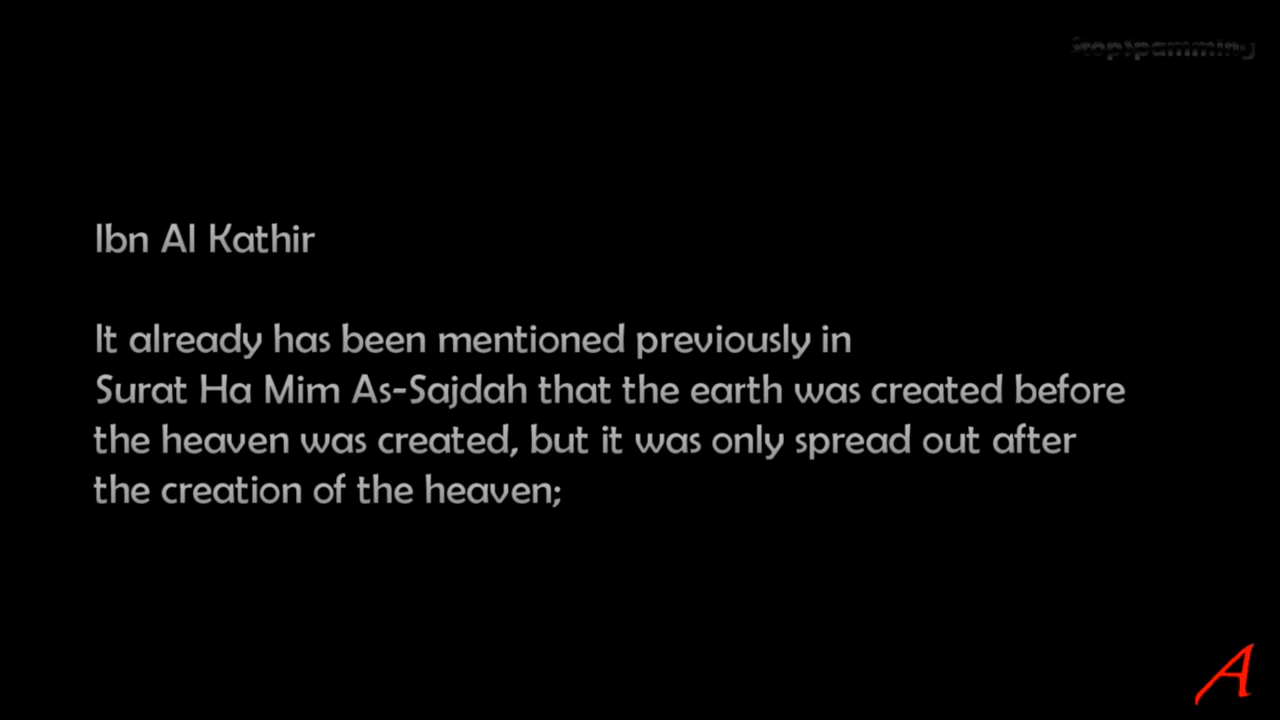 StopSpamming
Ibn Al Kathir
It already has been mentioned previously in
Surat Ha Mim As-Sajdah that the earth was created before
the heaven was created, but it was only spread out after
the creation of the heaven;
A